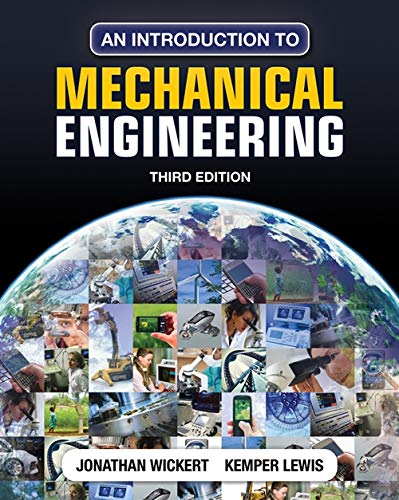 AN INTRODUCTION TO
MECHANICAL
ENGINEERING
THIRD EDITION
JONATHAN WICKERT KEMPER LEWIS